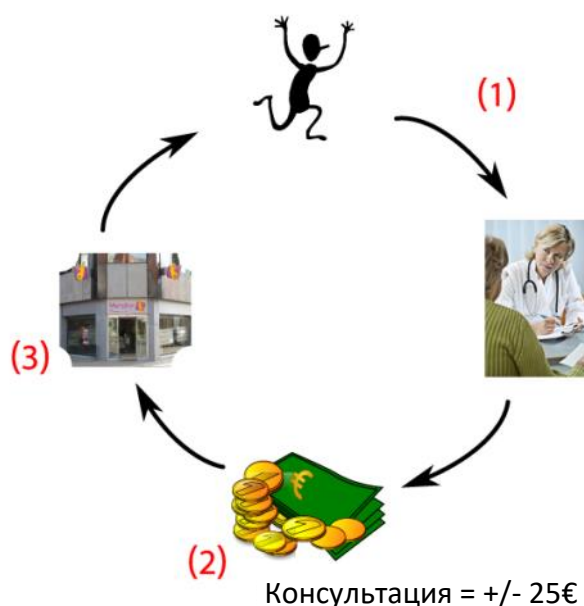 (1)
(3)
(2)
Консультация = +/- 25€